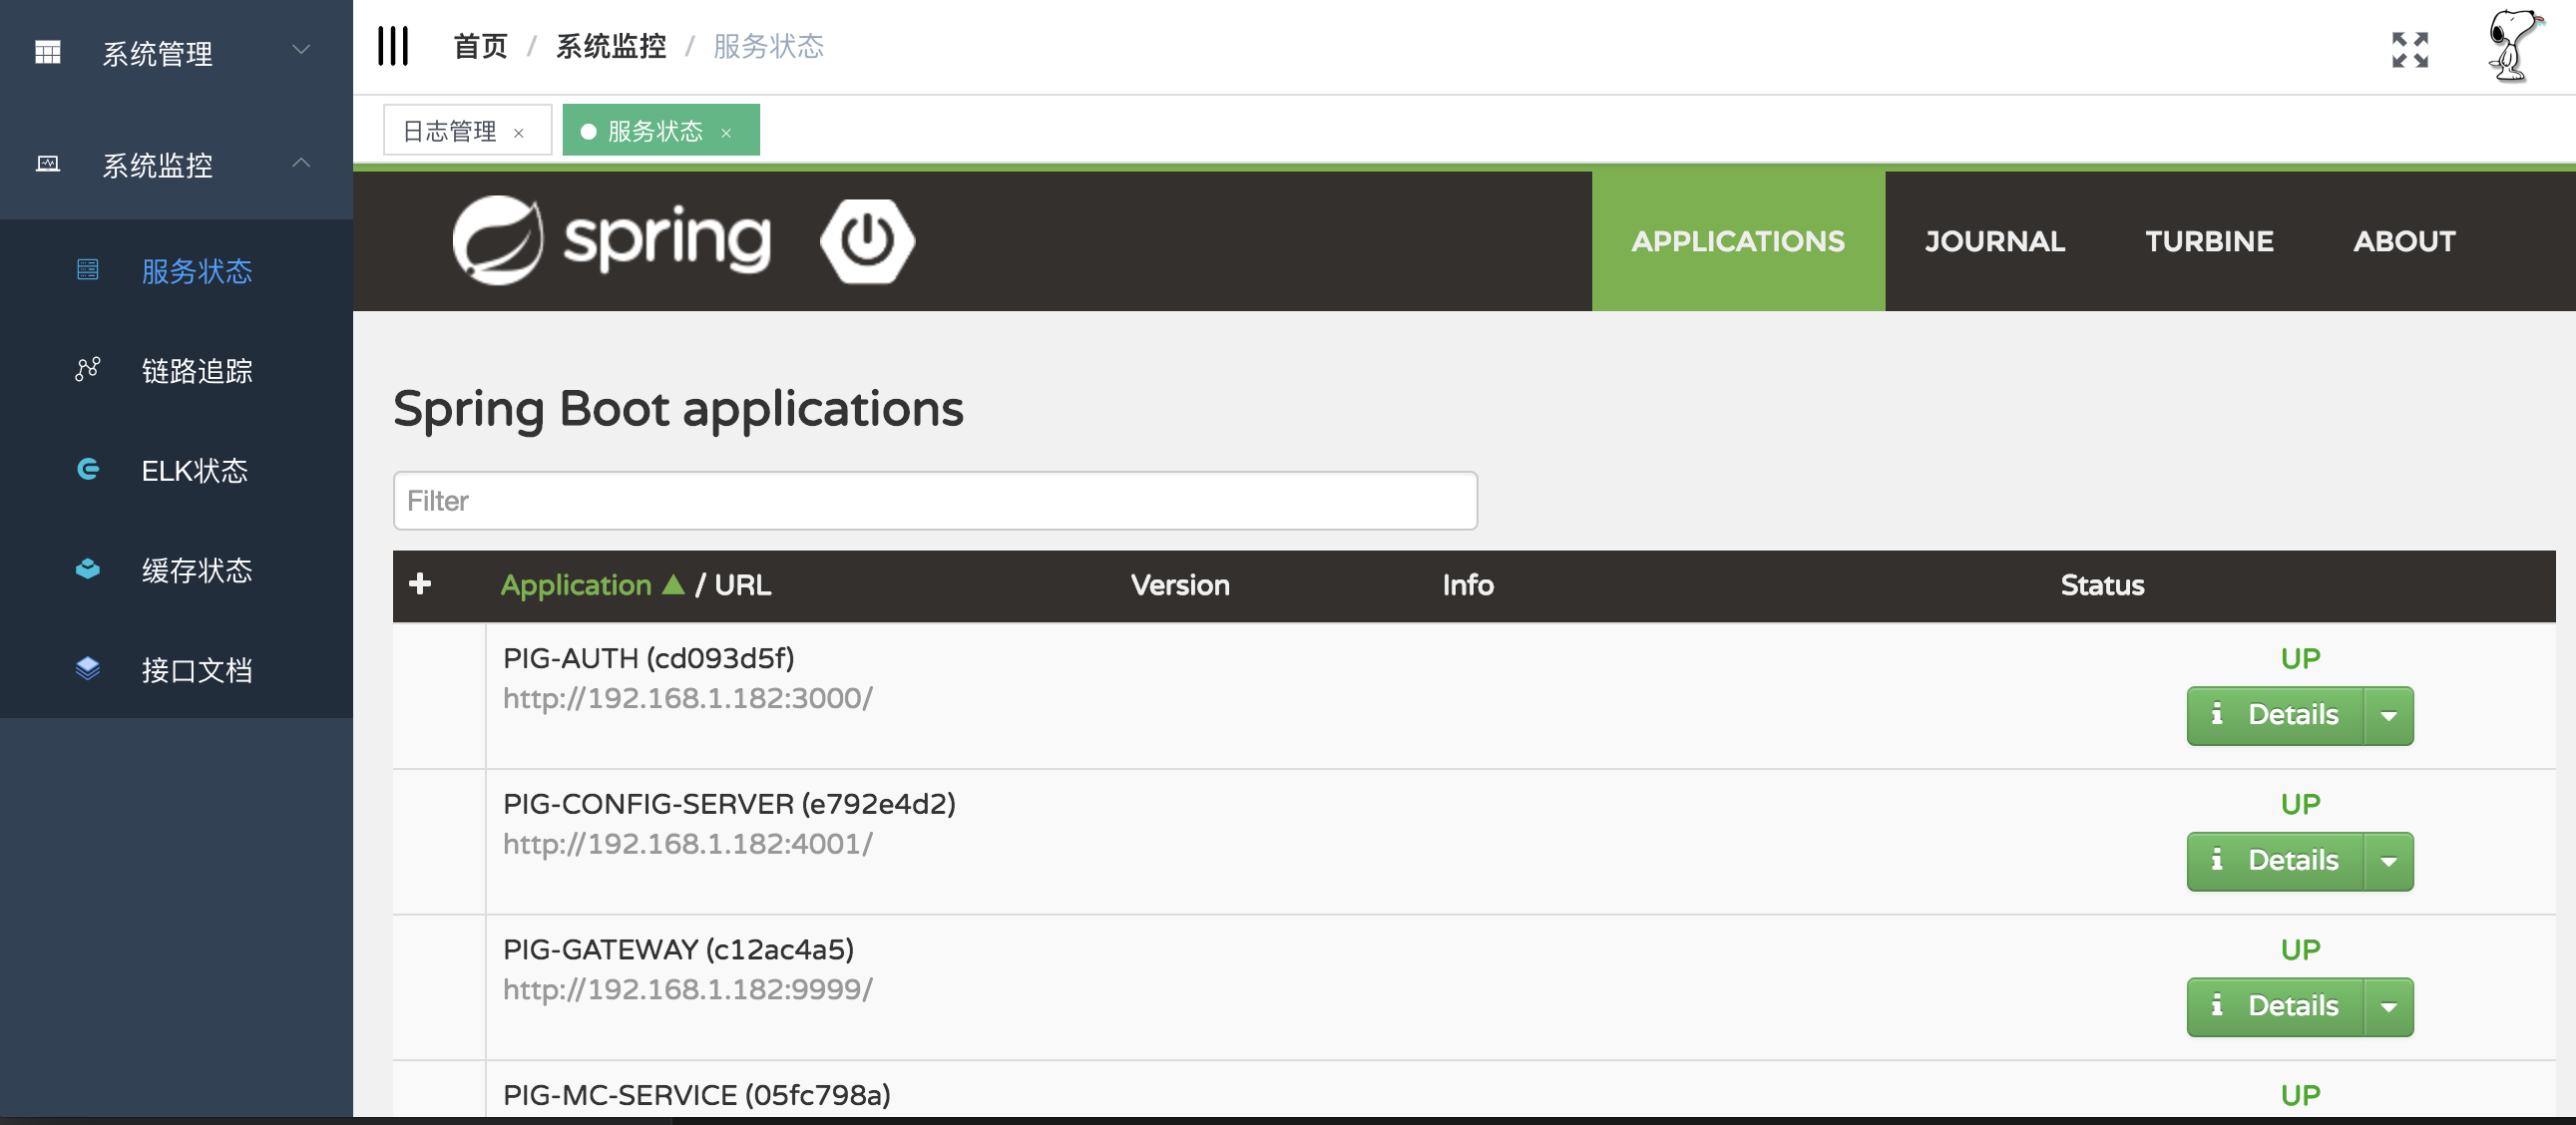 系统管理
系统监控
服务状态
链路追踪
ELK状态
缓存状态
接口文档
首页 / 系统监控 / 服务状态
日志管理 ×
服务状态 ×
spring
APPLICATIONS JOURNAL TURBINE ABOUT
Spring Boot applications
Filter
+ Application ▲ / URL Version Info Status
PIG-AUTH (cd093d5f) UP
http://192.168.1.182:3000/ i Details
PIG-CONFIG-SERVER (e792e4d2) UP
http://192.168.1.182:4001/ i Details
PIG-GATEWAY (c12ac4a5) UP
http://192.168.1.182:9999/ i Details
PIG-MC-SERVICE (05fc798a) UP